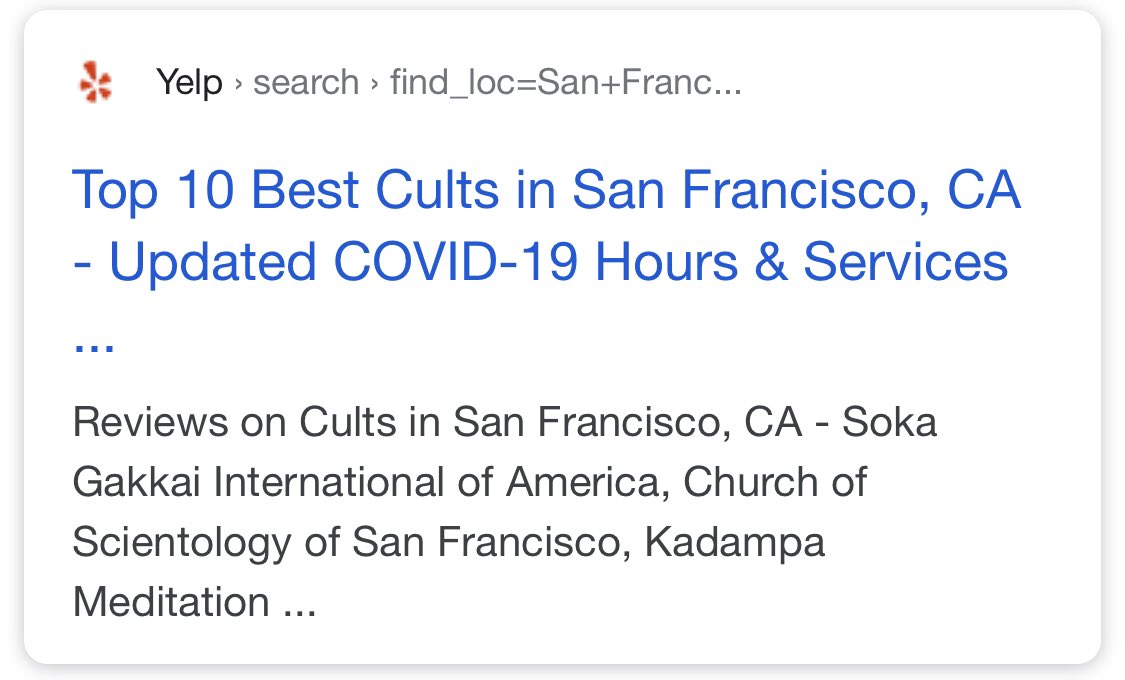 Yelp › search › find_loc=San+Franc...
Top 10 Best Cults in San Francisco, CA
- Updated COVID-19 Hours & Services
...
Reviews on Cults in San Francisco, CA - Soka
Gakkai International of America, Church of
Scientology of San Francisco, Kadampa
Meditation ...